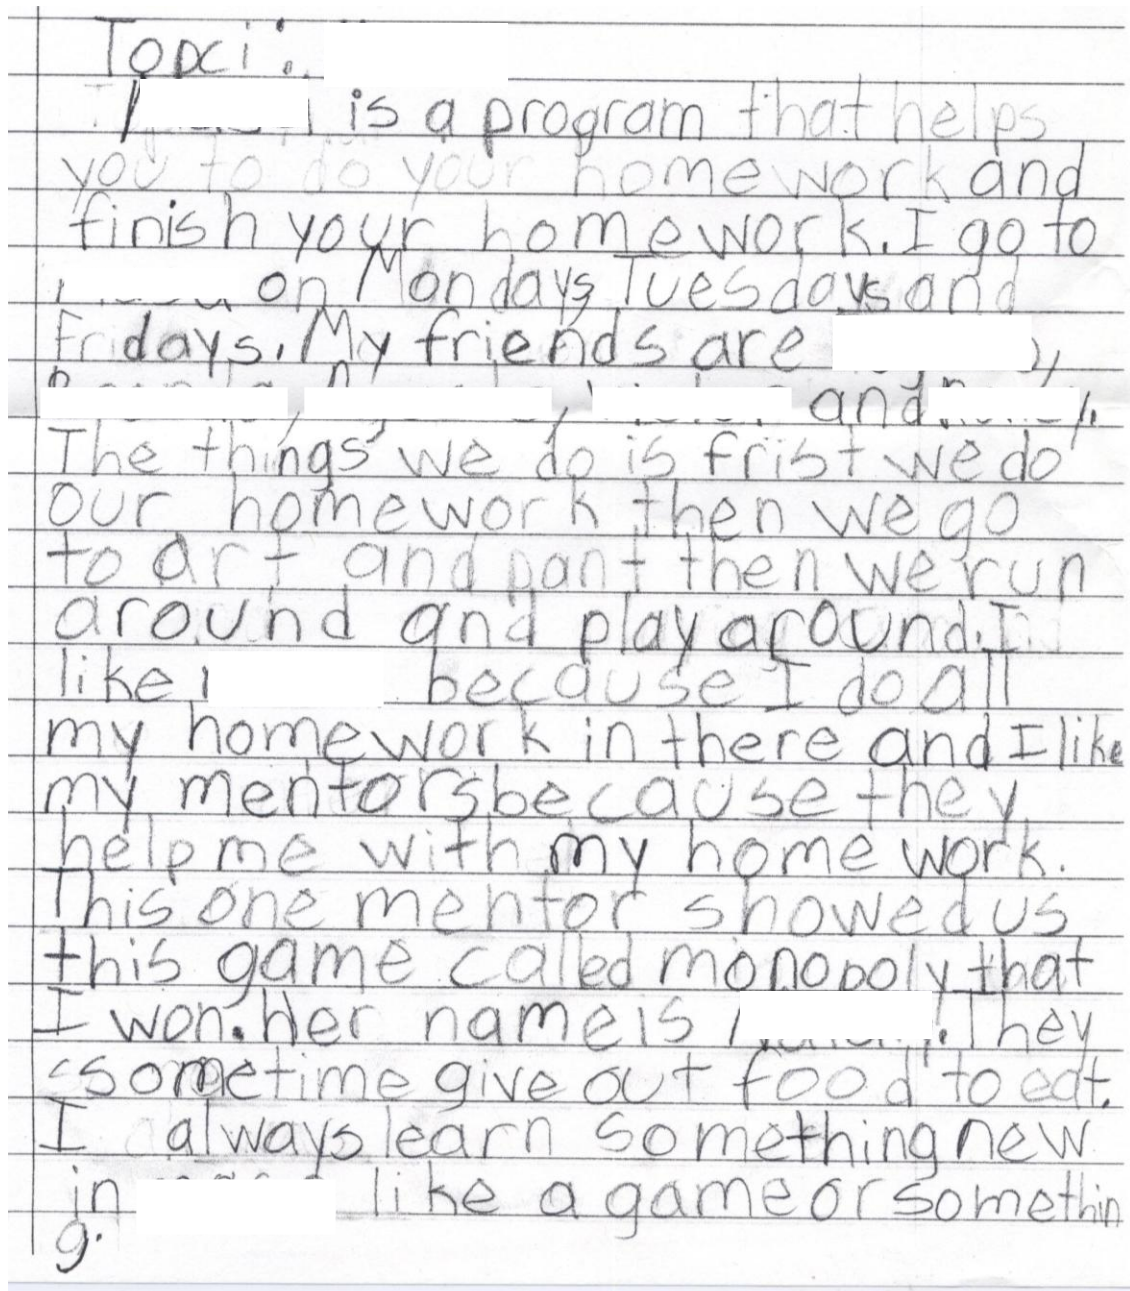 Topci:
is a program that helps
you to do your homework and
finish your homework. I go to
on Mondays Tuesdays and
Fridays. My friends are
and
The things we do is frist we do
our homework then we go
to art and pant then we run
around and play around. I
like because I do all
my homework in there and I like
my mentors because they
help me with my home work.
This one mentor showed us
this game called monopoly that
I won. Her name is . They
sometime give out food to eat.
I always learn something new
in like a game or somethin
g.